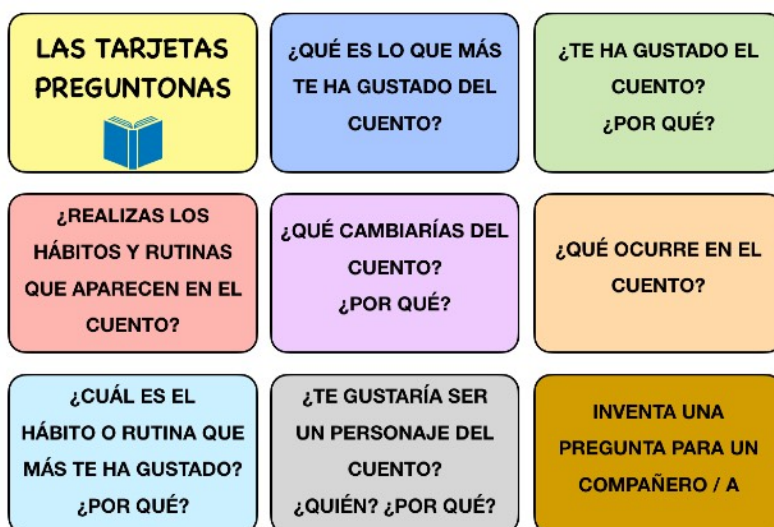 LAS TARJETAS
PREGUNTONAS
¿QUÉ ES LO QUE MÁS
TE HA GUSTADO DEL
CUENTO?
¿TE HA GUSTADO EL
CUENTO?
¿POR QUÉ?
¿REALIZAS LOS
HÁBITOS Y RUTINAS
QUE APARECEN EN EL
CUENTO?
¿QUÉ CAMBIARÍAS DEL
CUENTO?
¿POR QUÉ?
¿QUÉ OCURRE EN EL
CUENTO?
¿CUÁL ES EL
HÁBITO O RUTINA QUE
MÁS TE HA GUSTADO?
¿POR QUÉ?
¿TE GUSTARÍA SER
UN PERSONAJE DEL
CUENTO?
¿QUIÉN? ¿POR QUÉ?
INVENTA UNA
PREGUNTA PARA UN
COMPAÑERO / A